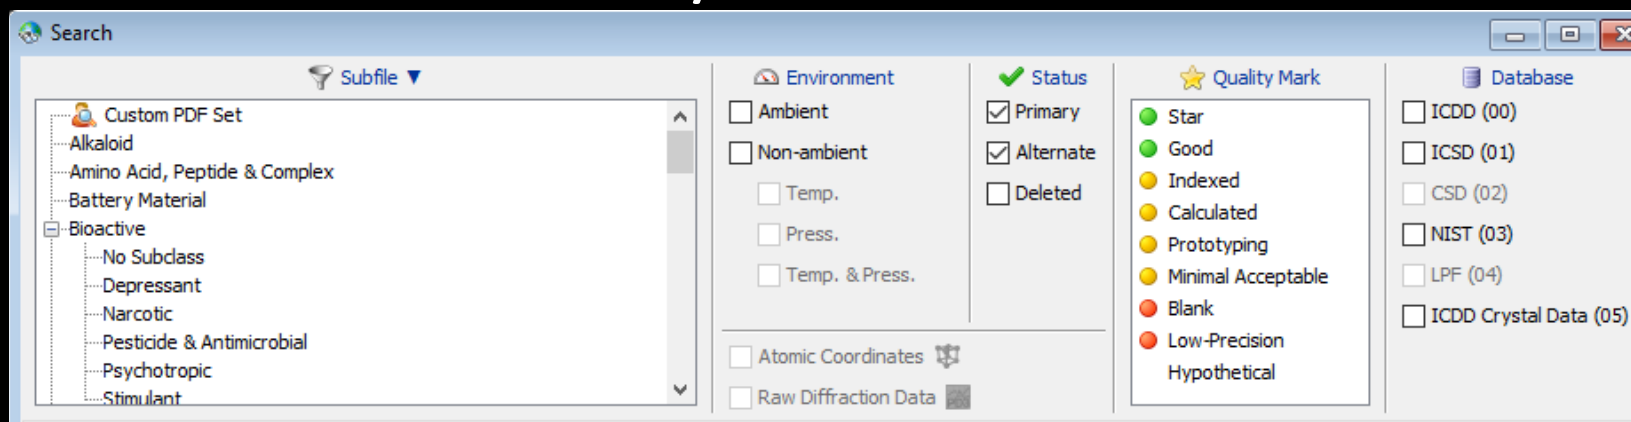 Search
Subfile ▼
Custom PDF Set
Alkaloid
Amino Acid, Peptide & Complex
Battery Material
Bioactive
No Subclass
Depressant
Narcotic
Pesticide & Antimicrobial
Psychotropic
Stimulant
Environment
Ambient
Non-ambient
Temp.
Press.
Temp. & Press.
Status
Primary
Alternate
Deleted
Atomic Coordinates
Raw Diffraction Data
Quality Mark
Star
Good
Indexed
Calculated
Prototyping
Minimal Acceptable
Blank
Low-Precision
Hypothetical
Database
ICDD (00)
ICSD (01)
CSD (02)
NIST (03)
LPF (04)
ICDD Crystal Data (05)